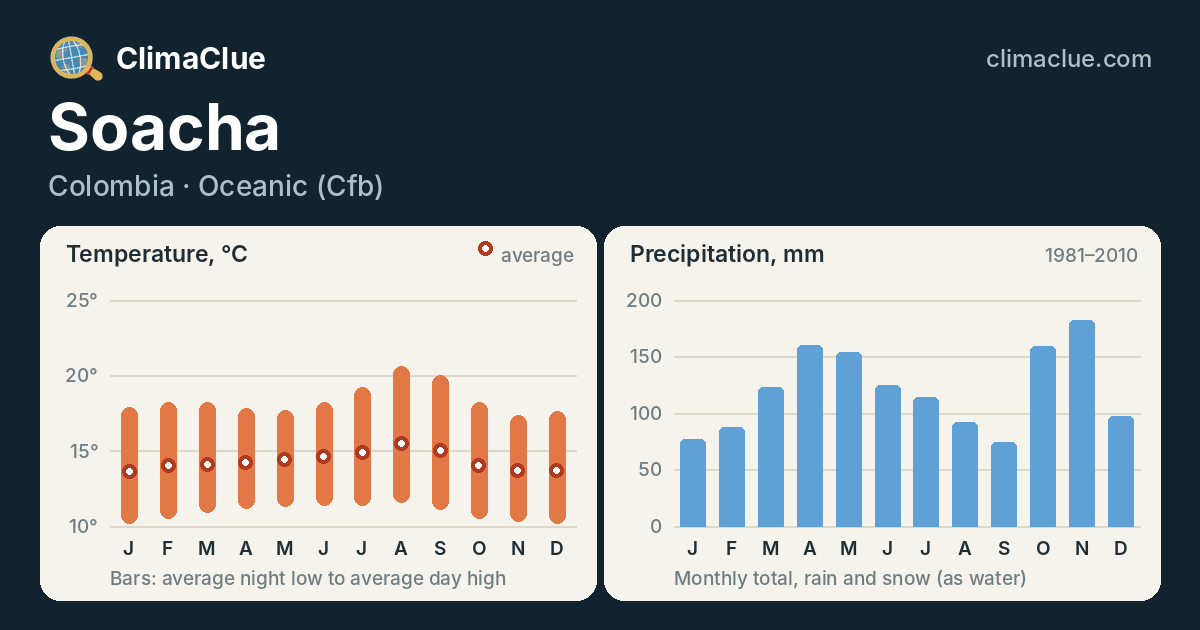 ClimaClue
climaclue.com
Soacha
Colombia · Oceanic (Cfb)
Temperature, °C
average
25°
20°
15°
10°
J F M A M J J A S O N D
Bars: average night low to average day high
Precipitation, mm
1981–2010
200
150
100
50
0
J F M A M J J A S O N D
Monthly total, rain and snow (as water)